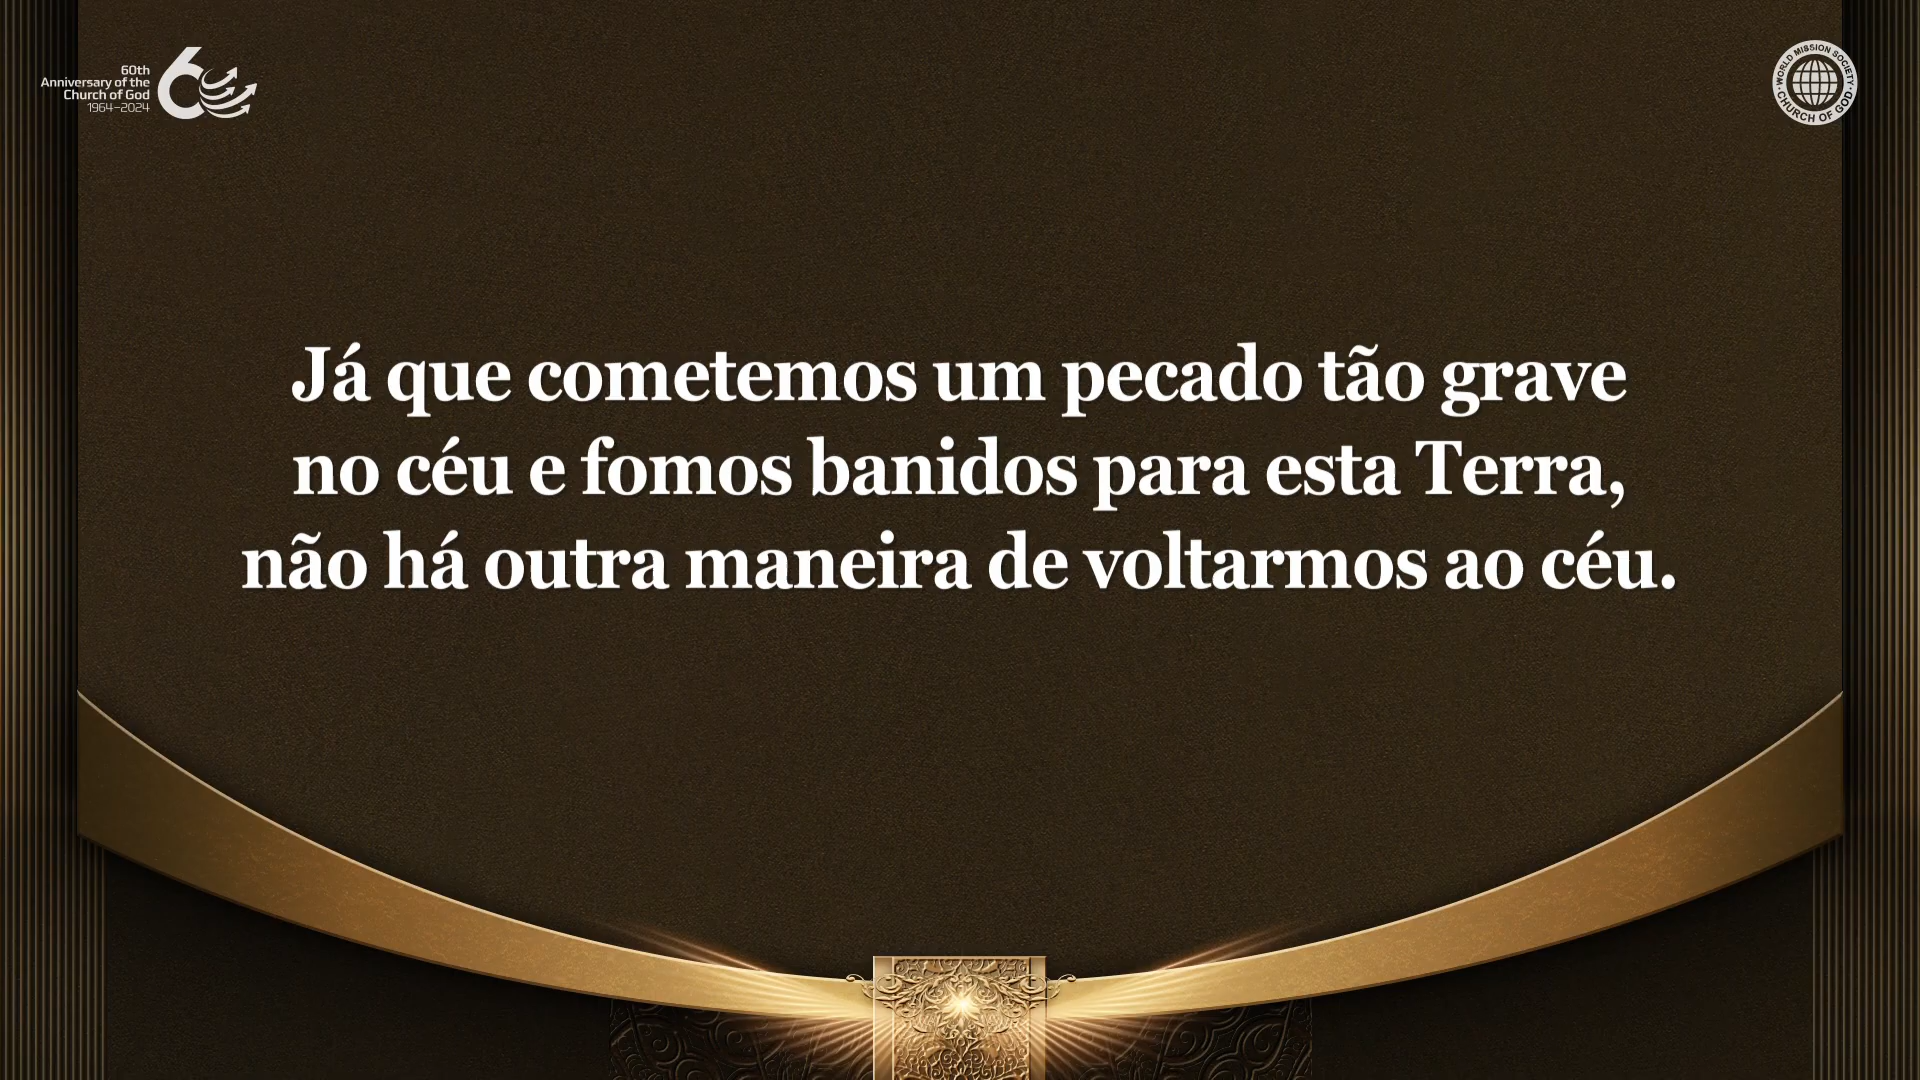 60th
Anniversary of the
Church of God
1964–2024
60
WORLD MISSION SOCIETY
CHURCH OF GOD
Já que cometemos um pecado tão grave
no céu e fomos banidos para esta Terra,
não há outra maneira de voltarmos ao céu.